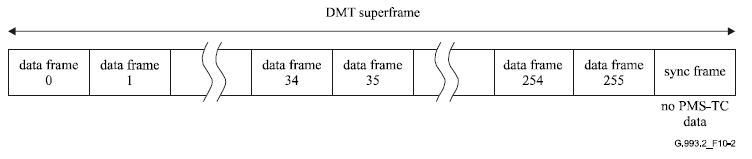 DMT superframe
data frame
0
data frame
1
data frame
34
data frame
35
data frame
254
data frame
255
sync frame
no PMS-TC
data
G.993.2_F10-2